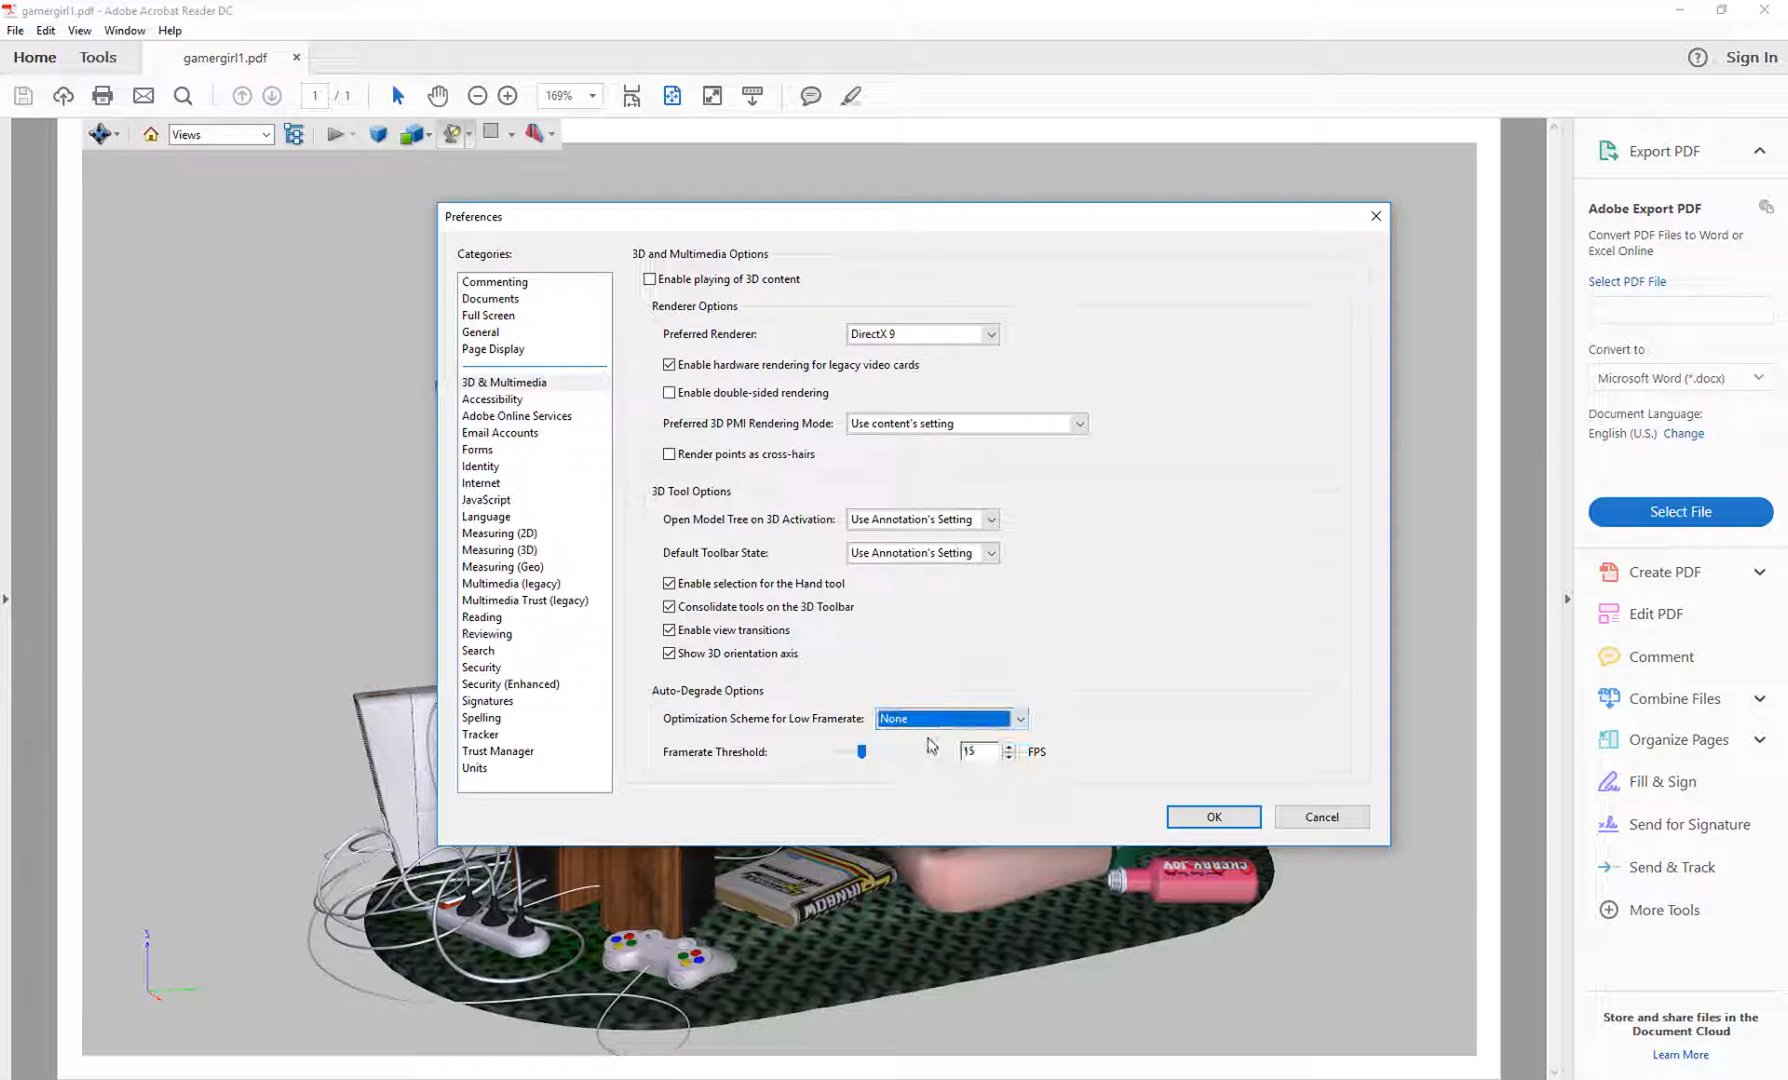 gamergirl1.pdf - Adobe Acrobat Reader DC
File Edit View Window Help
Home Tools gamergirl1.pdf Sign In
1 / 1 169%
Views
Preferences
Categories:
Commenting
Documents
Full Screen
General
Page Display
3D & Multimedia
Accessibility
Adobe Online Services
Email Accounts
Forms
Identity
Internet
JavaScript
Language
Measuring (2D)
Measuring (3D)
Measuring (Geo)
Multimedia (legacy)
Multimedia Trust (legacy)
Reading
Reviewing
Search
Security
Security (Enhanced)
Signatures
Spelling
Tracker
Trust Manager
Units
3D and Multimedia Options
Enable playing of 3D content
Renderer Options
Preferred Renderer: DirectX 9
Enable hardware rendering for legacy video cards
Enable double-sided rendering
Preferred 3D PMI Rendering Mode: Use content's setting
Render points as cross-hairs
3D Tool Options
Open Model Tree on 3D Activation: Use Annotation's Setting
Default Toolbar State: Use Annotation's Setting
Enable selection for the Hand tool
Consolidate tools on the 3D Toolbar
Enable view transitions
Show 3D orientation axis
Auto-Degrade Options
Optimization Scheme for Low Framerate: None
Framerate Threshold: 15 FPS
OK Cancel
CHERRY JOY
RAINBOW
Z
Export PDF
Adobe Export PDF
Convert PDF Files to Word or
Excel Online
Select PDF File
Convert to
Microsoft Word (*.docx)
Document Language:
English (U.S.) Change
Select File
Create PDF
Edit PDF
Comment
Combine Files
Organize Pages
Fill & Sign
Send for Signature
Send & Track
More Tools
Store and share files in the
Document Cloud
Learn More